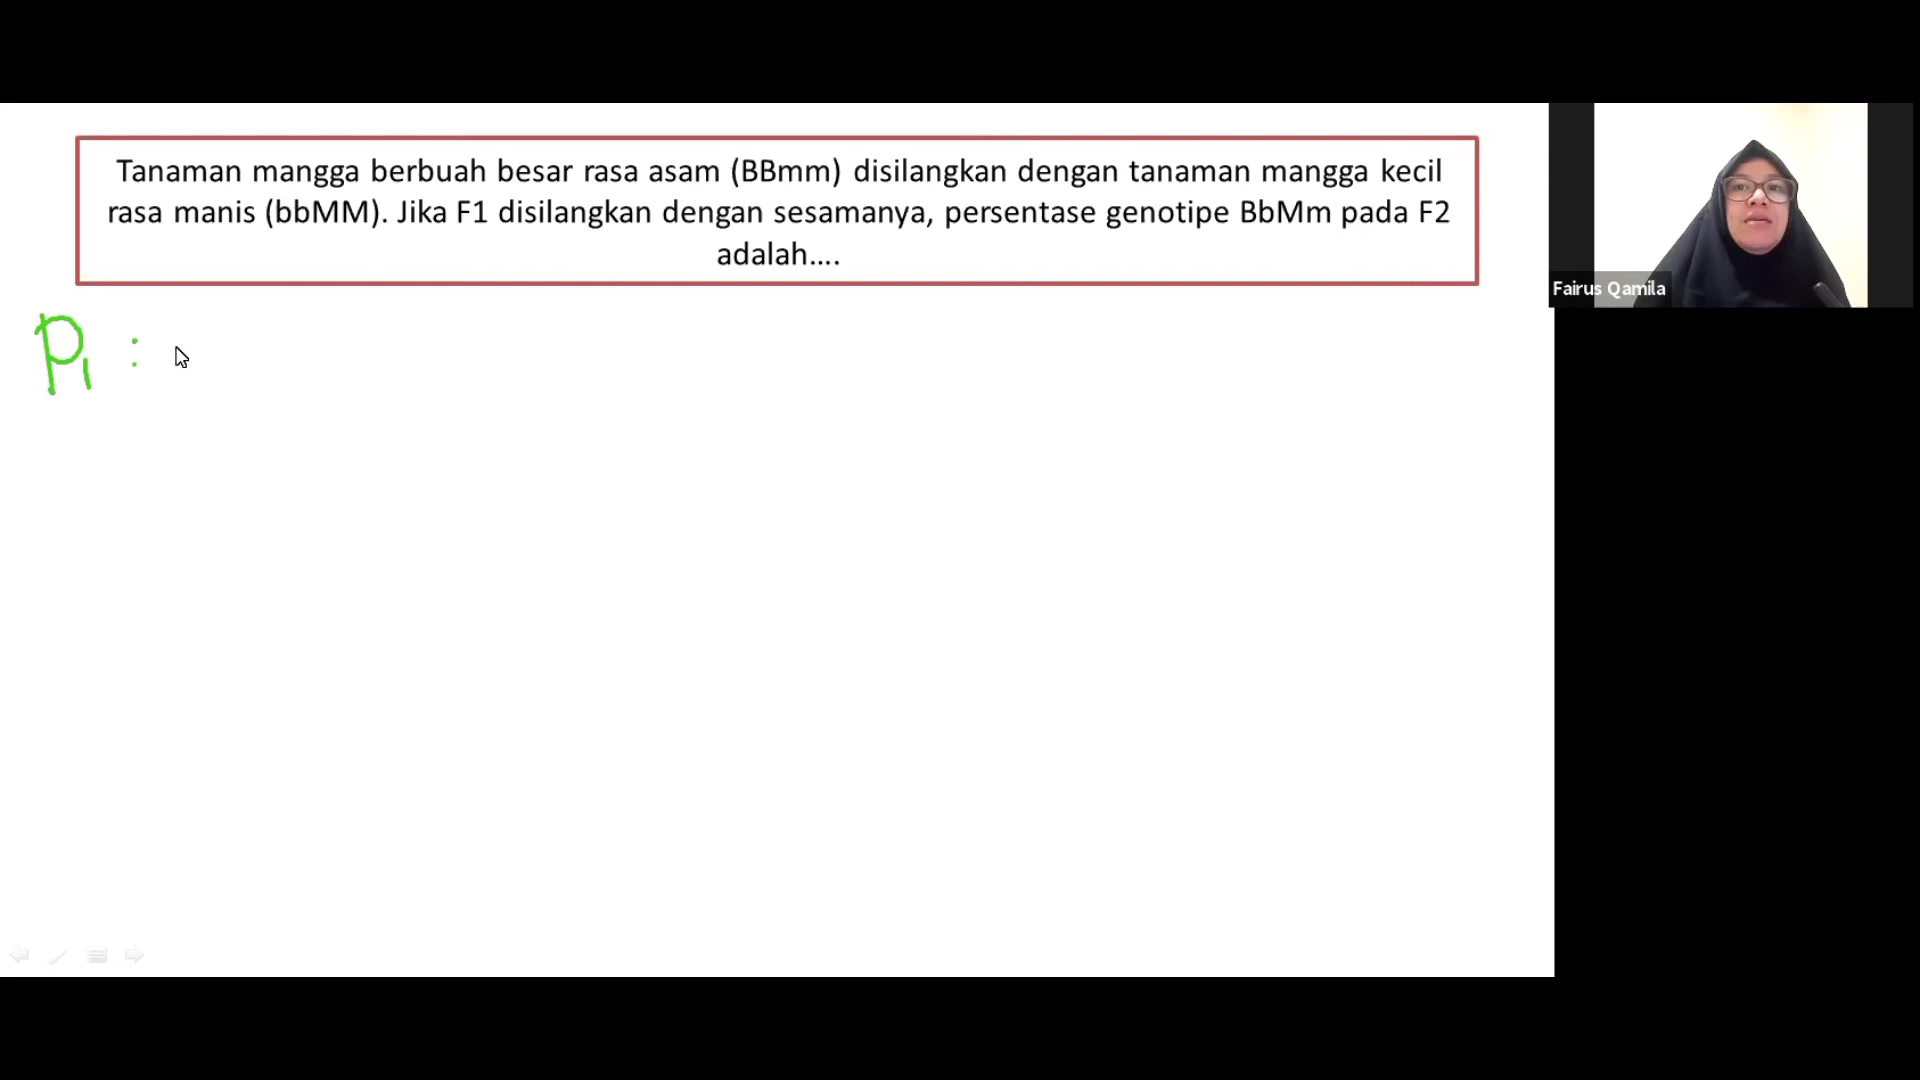 Tanaman mangga berbuah besar rasa asam (BBmm) disilangkan dengan tanaman mangga kecil
rasa manis (bbMM). Jika F1 disilangkan dengan sesamanya, persentase genotipe BbMm pada F2
adalah....
Fairus Qamila
P1 :